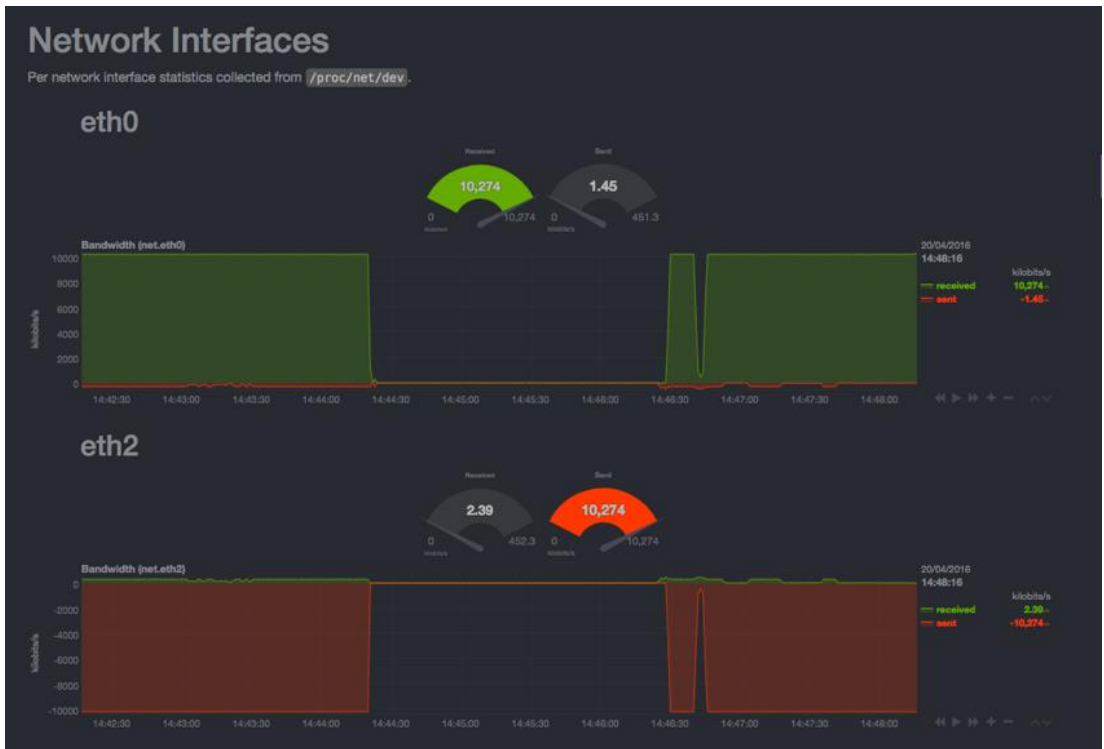 Network Interfaces
Per network interface statistics collected from /proc/net/dev.
eth0
Received Sent
10,274 1.45
0 10,274 0 451.3
kilobits/s kilobits/s
Bandwidth (net.eth0) 20/04/2016
14:48:16
kilobits/s
received 10,274
sent -1.45
kilobits/s
10000
8000
6000
4000
2000
0
14:42:30 14:43:00 14:43:30 14:44:00 14:44:30 14:45:00 14:45:30 14:46:00 14:46:30 14:47:00 14:47:30 14:48:00
eth2
Received Sent
2.39 10,274
0 452.3 0 10,274
kilobits/s kilobits/s
Bandwidth (net.eth2) 20/04/2016
14:48:16
kilobits/s
received 2.39
sent -10,274
kilobits/s
0
-2000
-4000
-6000
-8000
-10000
14:42:30 14:43:00 14:43:30 14:44:00 14:44:30 14:45:00 14:45:30 14:46:00 14:46:30 14:47:00 14:47:30 14:48:00